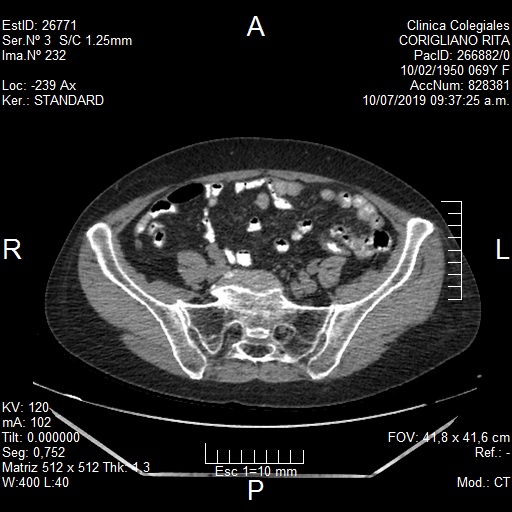 EstID: 26771
Ser.Nº 3 S/C 1.25mm
Ima.Nº 232
Loc: -239 Ax
Ker.: STANDARD
A
Clinica Colegiales
CORIGLIANO RITA
PacID: 266882/0
10/02/1950 069Y F
AccNum: 828381
10/07/2019 09:37:25 a.m.
R
L
KV: 120
mA: 102
Tilt: 0.000000
Seg: 0,752
Matriz 512 x 512 Thk: 1.3
W:400 L:40
Esc 1=10 mm
P
FOV: 41,8 x 41,6 cm
Ref.: -
Mod.: CT